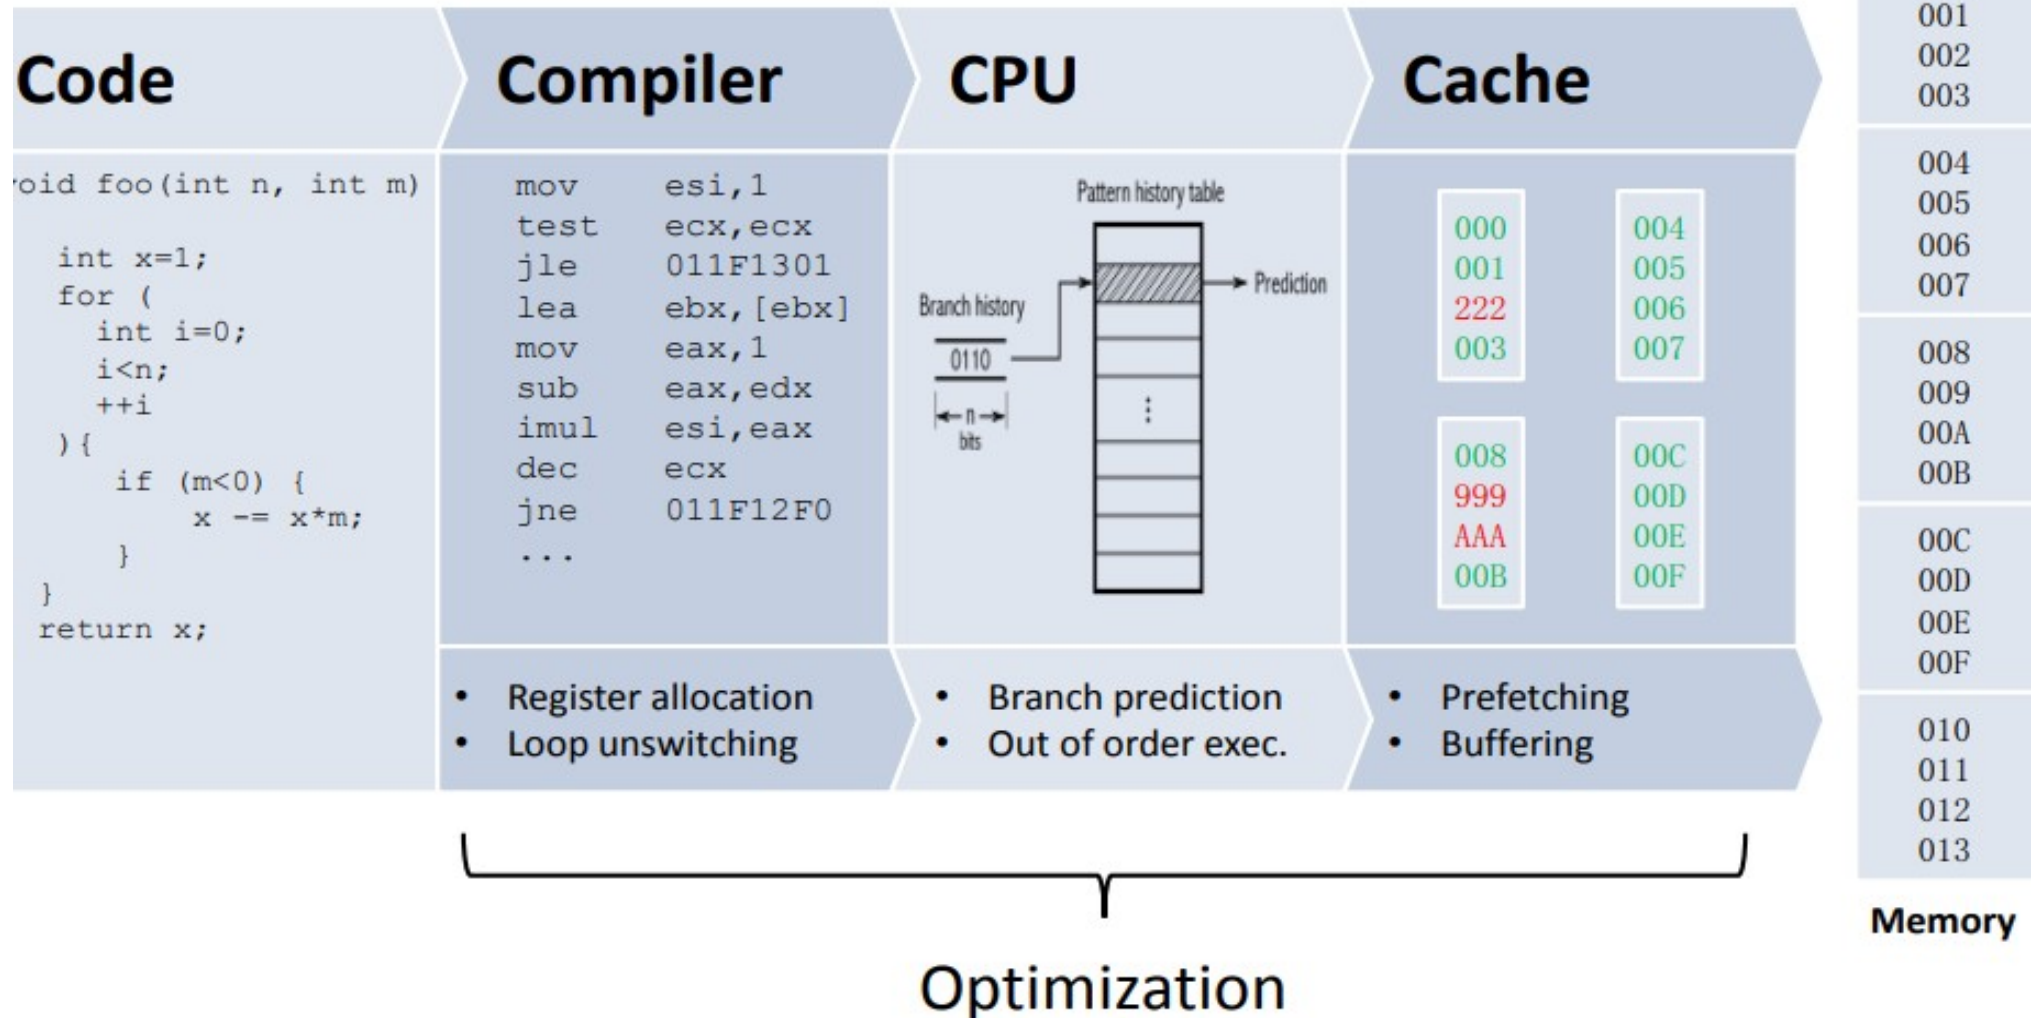 Code
oid foo(int n, int m)
int x=1;
for (
int i=0;
i<n;
++i
){
if (m<0) {
x -= x*m;
}
}
return x;
Compiler
mov esi,1
test ecx,ecx
jle 011F1301
lea ebx,[ebx]
mov eax,1
sub eax,edx
imul esi,eax
dec ecx
jne 011F12F0
...
• Register allocation
• Loop unswitching
CPU
Pattern history table
Prediction
Branch history
0110
n
bits
• Branch prediction
• Out of order exec.
Cache
000
001
222
003
004
005
006
007
008
999
AAA
00B
00C
00D
00E
00F
• Prefetching
• Buffering
001
002
003
004
005
006
007
008
009
00A
00B
00C
00D
00E
00F
010
011
012
013
Memory
Optimization